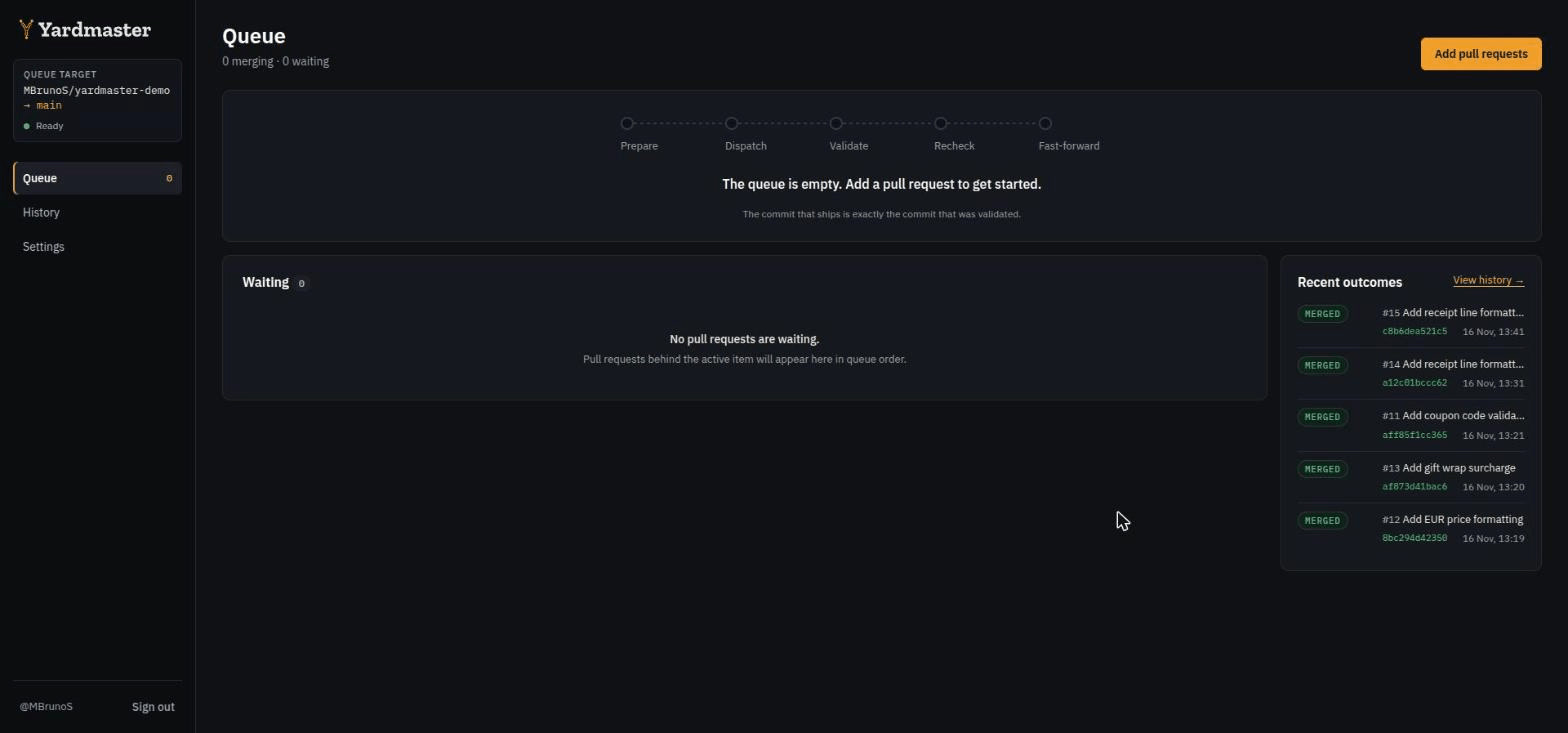 Yardmaster
QUEUE TARGET
MBrunoS/yardmaster-demo
→ main
Ready
Queue 0
History
Settings
@MBrunoS Sign out
Queue
0 merging · 0 waiting
Add pull requests
Prepare Dispatch Validate Recheck Fast-forward
The queue is empty. Add a pull request to get started.
The commit that ships is exactly the commit that was validated.
Waiting 0
No pull requests are waiting.
Pull requests behind the active item will appear here in queue order.
Recent outcomes View history →
MERGED #15 Add receipt line formatt…
c8b6dea521c5 16 Nov, 13:41
MERGED #14 Add receipt line formatt…
a12c01bccc62 16 Nov, 13:31
MERGED #11 Add coupon code valida…
aff85f1cc365 16 Nov, 13:21
MERGED #13 Add gift wrap surcharge
af873d41bac6 16 Nov, 13:20
MERGED #12 Add EUR price formatting
8bc294d42350 16 Nov, 13:19